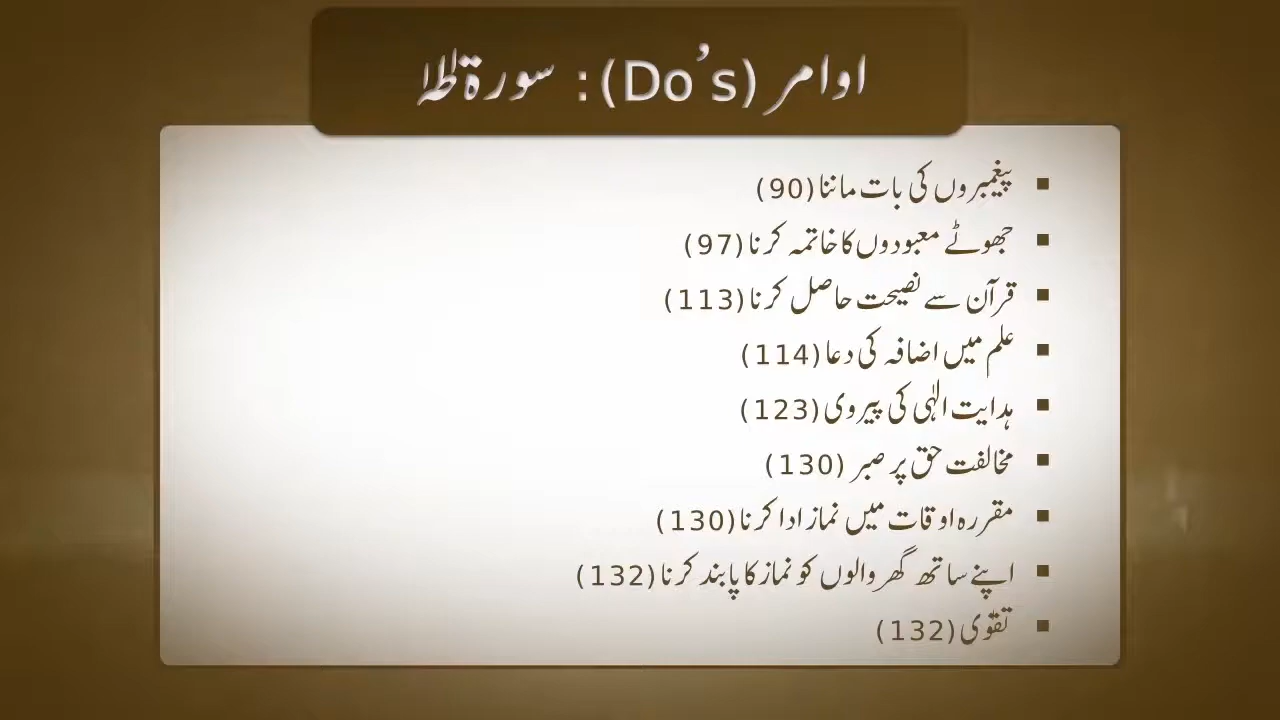 اوامر (Do's): سورۃ طٰہٰ
▪ پیغمبروں کی بات ماننا (90)
▪ جھوٹے معبودوں کا خاتمہ کرنا (97)
▪ قرآن سے نصیحت حاصل کرنا (113)
▪ علم میں اضافہ کی دعا (114)
▪ ہدایت الٰہی کی پیروی (123)
▪ مخالفت حق پر صبر (130)
▪ مقررہ اوقات میں نماز ادا کرنا (130)
▪ اپنے ساتھ گھر والوں کو نماز کا پابند کرنا (132)
▪ تقوی (132)